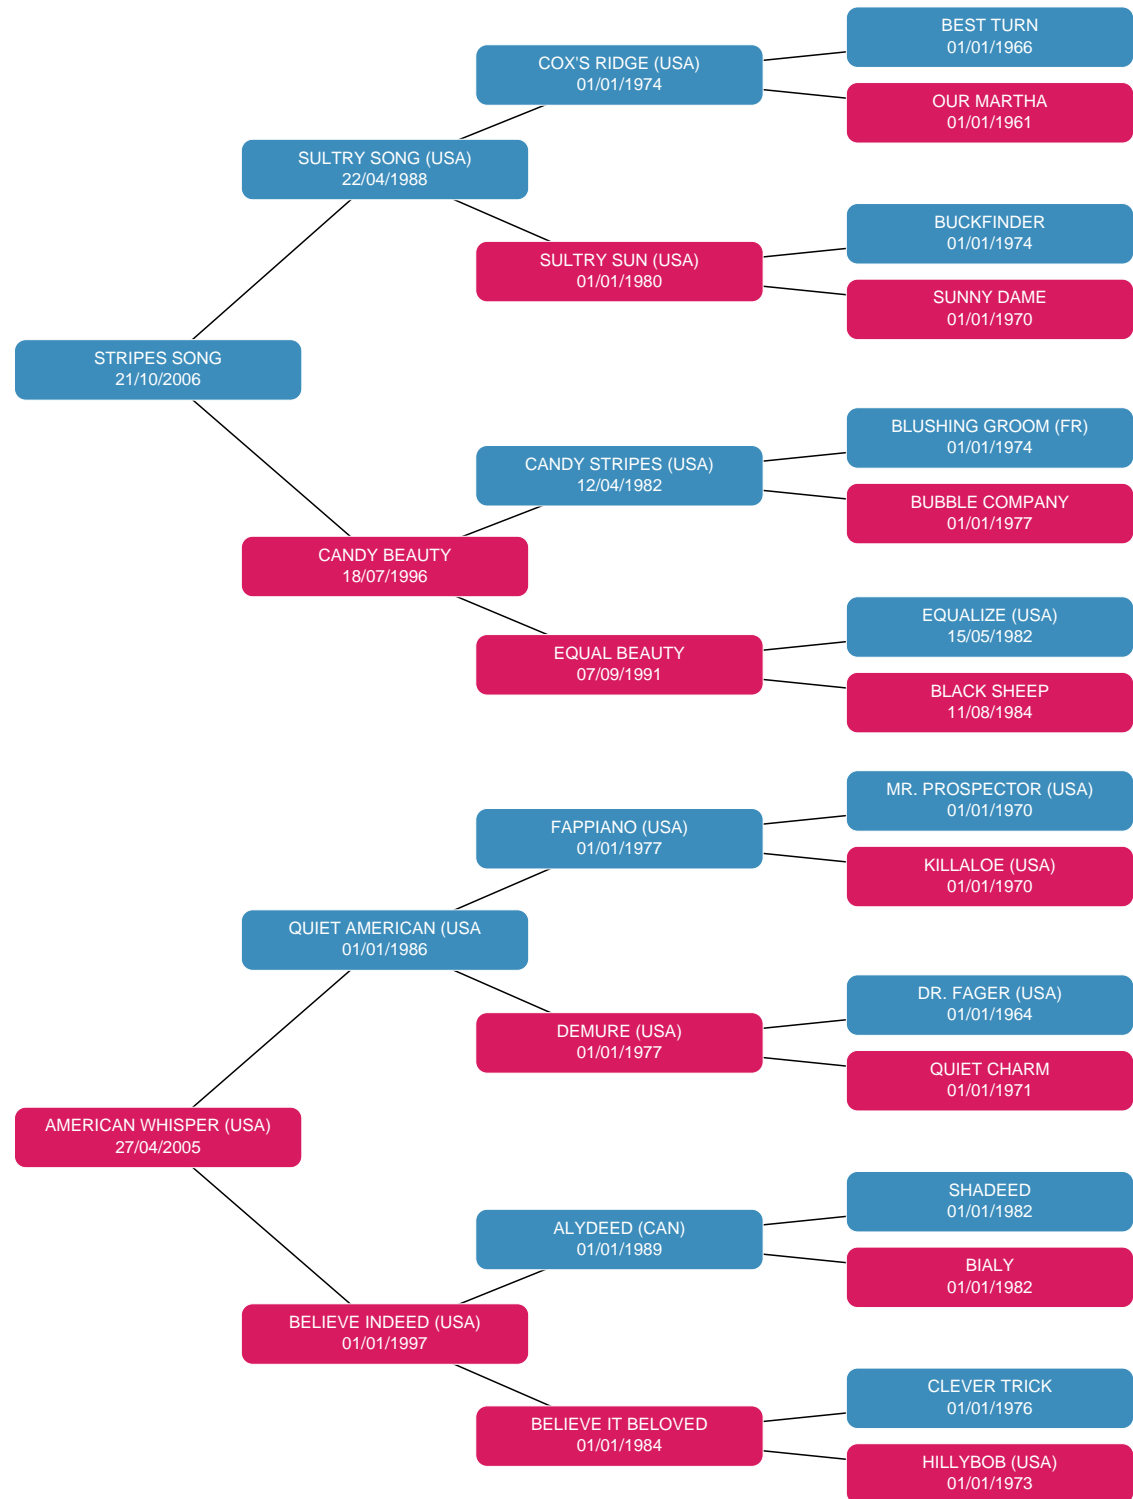 BEST TURN
01/01/1966
COX'S RIDGE (USA)
01/01/1974
OUR MARTHA
01/01/1961
SULTRY SONG (USA)
22/04/1988
BUCKFINDER
01/01/1974
SULTRY SUN (USA)
01/01/1980
SUNNY DAME
01/01/1970
STRIPES SONG
21/10/2006
BLUSHING GROOM (FR)
01/01/1974
CANDY STRIPES (USA)
12/04/1982
BUBBLE COMPANY
01/01/1977
CANDY BEAUTY
18/07/1996
EQUALIZE (USA)
15/05/1982
EQUAL BEAUTY
07/09/1991
BLACK SHEEP
11/08/1984
MR. PROSPECTOR (USA)
01/01/1970
FAPPIANO (USA)
01/01/1977
KILLALOE (USA)
01/01/1970
QUIET AMERICAN (USA
01/01/1986
DR. FAGER (USA)
01/01/1964
DEMURE (USA)
01/01/1977
QUIET CHARM
01/01/1971
AMERICAN WHISPER (USA)
27/04/2005
SHADEED
01/01/1982
ALYDEED (CAN)
01/01/1989
BIALY
01/01/1982
BELIEVE INDEED (USA)
01/01/1997
CLEVER TRICK
01/01/1976
BELIEVE IT BELOVED
01/01/1984
HILLYBOB (USA)
01/01/1973